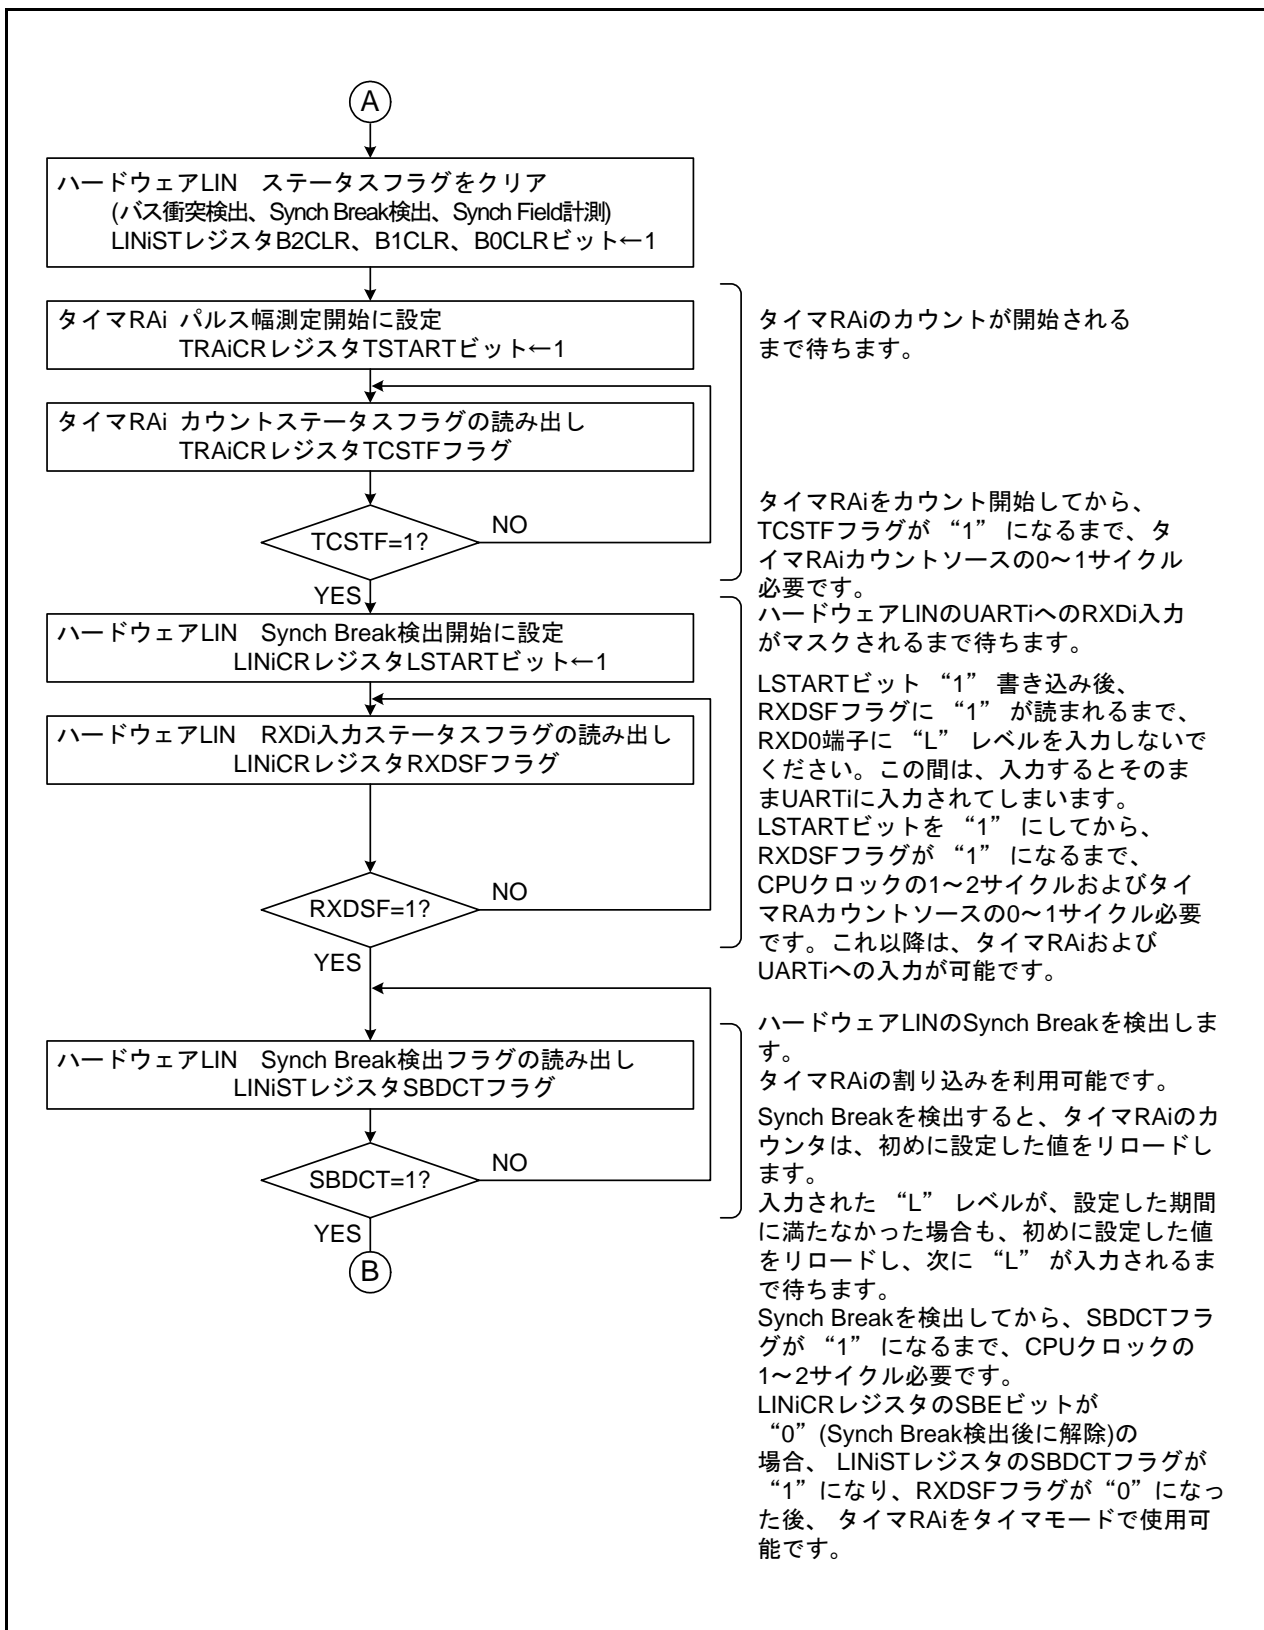 A
ハードウェアLIN　ステータスフラグをクリア
(バス衝突検出、Synch Break検出、Synch Field計測)
LINiSTレジスタB2CLR、B1CLR、B0CLRビット←1
タイマRAi パルス幅測定開始に設定
TRAiCRレジスタTSTARTビット←1
タイマRAiのカウントが開始される
まで待ちます。
タイマRAi カウントステータスフラグの読み出し
TRAiCRレジスタTCSTFフラグ
TCSTF=1?
NO
YES
タイマRAiをカウント開始してから、
TCSTFフラグが “1” になるまで、タ
イマRAiカウントソースの0～1サイクル
必要です。
ハードウェアLIN　Synch Break検出開始に設定
LINiCRレジスタLSTARTビット←1
ハードウェアLINのUARTiへのRXDi入力
がマスクされるまで待ちます。
ハードウェアLIN　RXDi入力ステータスフラグの読み出し
LINiCRレジスタRXDSFフラグ
RXDSF=1?
NO
YES
LSTARTビット “1” 書き込み後、
RXDSFフラグに “1” が読まれるまで、
RXD0端子に “L” レベルを入力しないで
ください。この間は、入力するとそのま
まUARTiに入力されてしまいます。
LSTARTビットを “1” にしてから、
RXDSFフラグが “1” になるまで、
CPUクロックの1～2サイクルおよびタイ
マRAカウントソースの0～1サイクル必要
です。これ以降は、タイマRAiおよび
UARTiへの入力が可能です。
ハードウェアLIN　Synch Break検出フラグの読み出し
LINiSTレジスタSBDCTフラグ
SBDCT=1?
NO
YES
B
ハードウェアLINのSynch Breakを検出しま
す。
タイマRAiの割り込みを利用可能です。
Synch Breakを検出すると、タイマRAiのカ
ウンタは、初めに設定した値をリロードし
ます。
入力された “L” レベルが、設定した期間
に満たなかった場合も、初めに設定した値
をリロードし、次に “L” が入力されるま
で待ちます。
Synch Breakを検出してから、SBDCTフラ
グが “1” になるまで、CPUクロックの
1～2サイクル必要です。
LINiCRレジスタのSBEビットが
“0”(Synch Break検出後に解除)の
場合、 LINiSTレジスタのSBDCTフラグが
“1”になり、RXDSFフラグが“0”になっ
た後、 タイマRAiをタイマモードで使用可
能です。